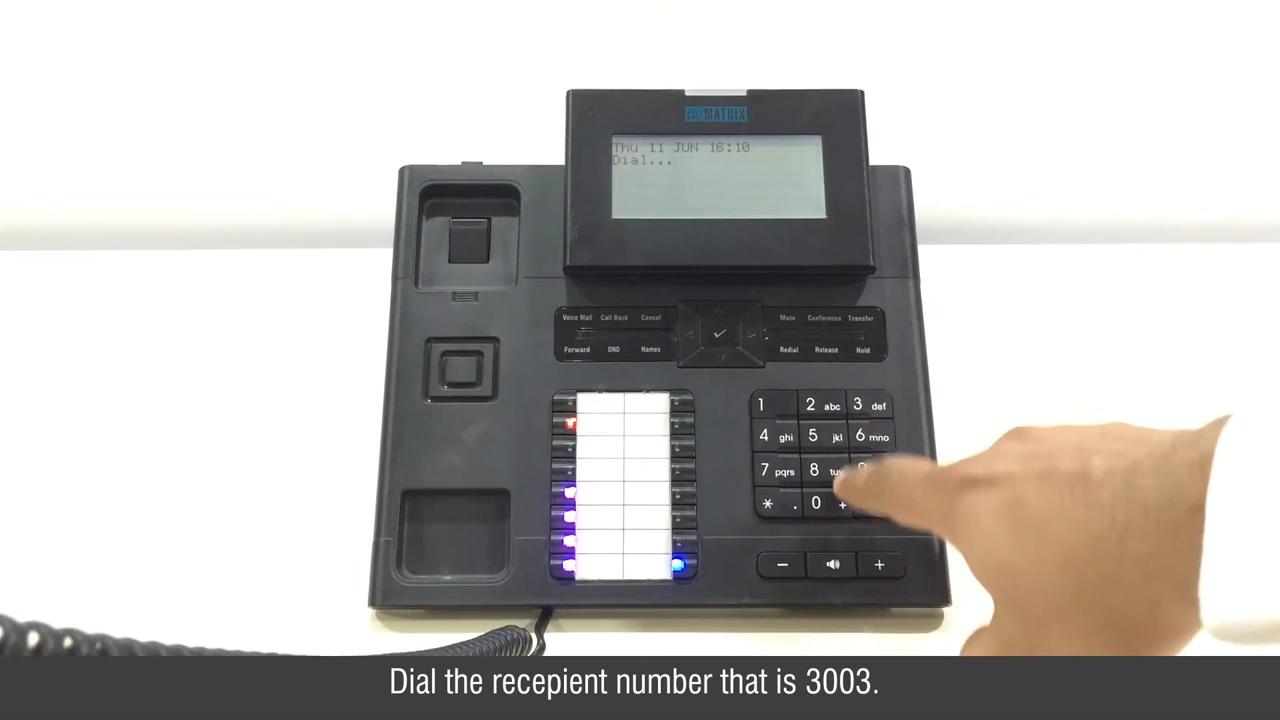 MATRIX
Thu 11 JUN 16:10
Dial...
Voice Mail Call Back Cancel
Mute Conference Transfer
Forward DND Names
Redial Release Hold
1 2 abc 3 def
4 ghi 5 jkl 6 mno
7 pqrs 8 tuv
* . 0 +
- +
Dial the recepient number that is 3003.